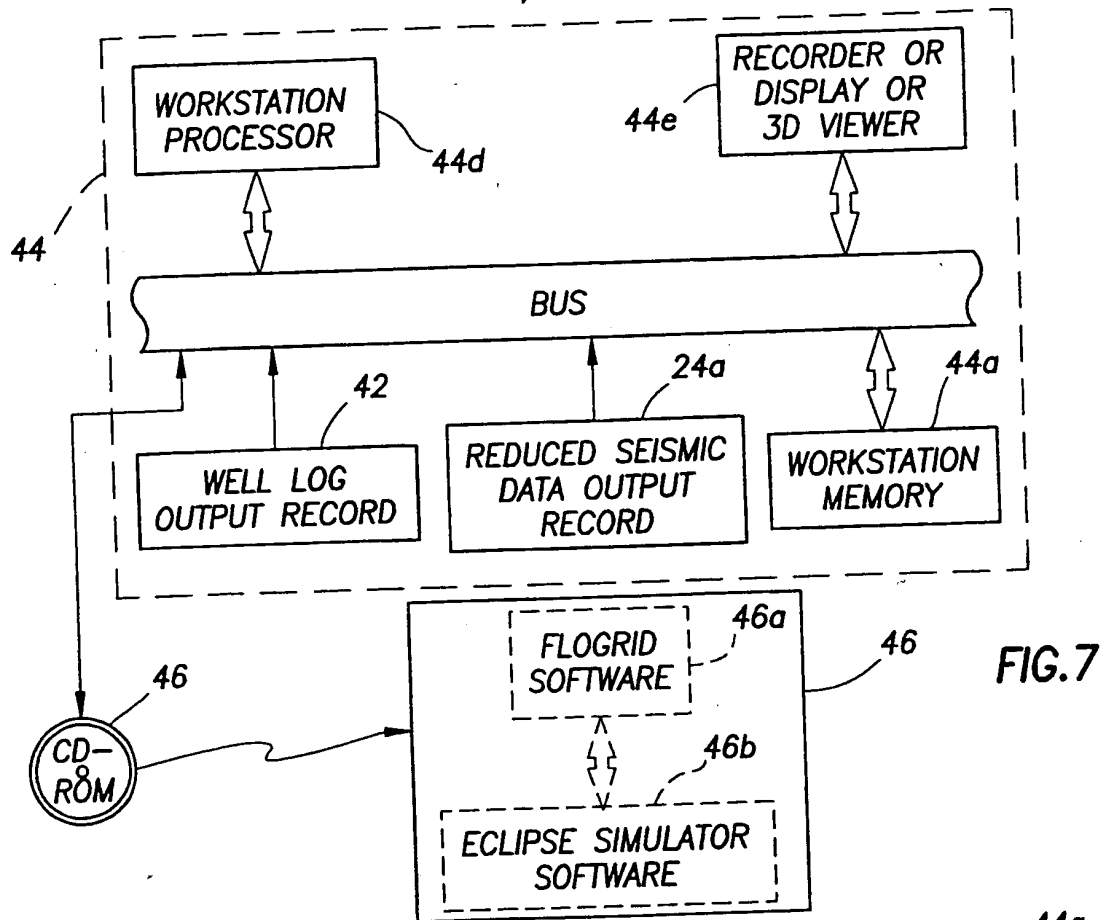 WORKSTATION
PROCESSOR
44d
RECORDER OR
DISPLAY OR
3D VIEWER
44e
44
BUS
42
24a
44a
WELL LOG
OUTPUT RECORD
REDUCED SEISMIC
DATA OUTPUT
RECORD
WORKSTATION
MEMORY
46
CD-
ROM
FLOGRID
SOFTWARE
46a
46
46b
ECLIPSE SIMULATOR
SOFTWARE
FIG.7